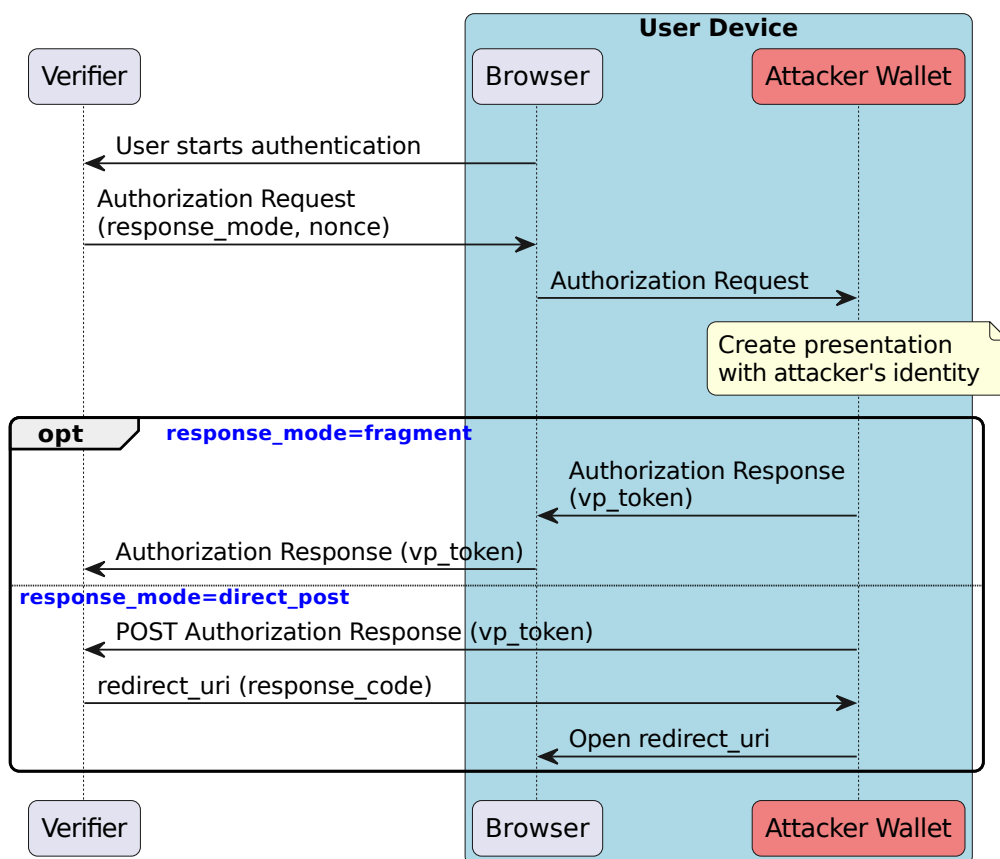 User Device
Verifier
Browser
Attacker Wallet
User starts authentication
Authorization Request
(response_mode, nonce)
Authorization Request
Create presentation
with attacker's identity
opt
response_mode=fragment
Authorization Response
(vp_token)
Authorization Response (vp_token)
response_mode=direct_post
POST Authorization Response (vp_token)
redirect_uri (response_code)
Open redirect_uri
Verifier
Browser
Attacker Wallet